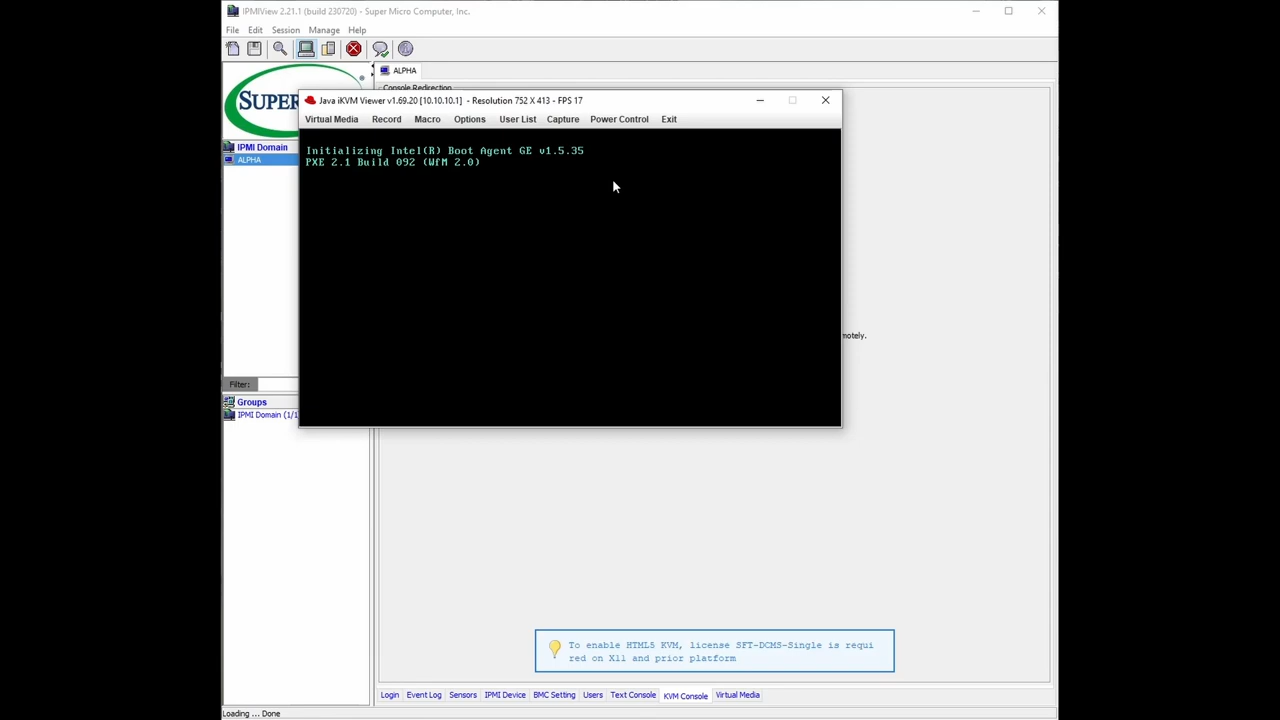 IPMIView 2.21.1 (build 230720) - Super Micro Computer, Inc.
File Edit Session Manage Help
ALPHA
Console Redirection
SUPER
Java iKVM Viewer v1.69.20 [10.10.10.1] - Resolution 752 X 413 - FPS 17
Virtual Media Record Macro Options User List Capture Power Control Exit
IPMI Domain
ALPHA
Initializing Intel(R) Boot Agent GE v1.5.35
PXE 2.1 Build 092 (WfM 2.0)
motely.
Filter:
Groups
IPMI Domain (1/1
To enable HTML5 KVM, license SFT-DCMS-Single is requi
red on X11 and prior platform
Login Event Log Sensors IPMI Device BMC Setting Users Text Console KVM Console Virtual Media
Loading ... Done